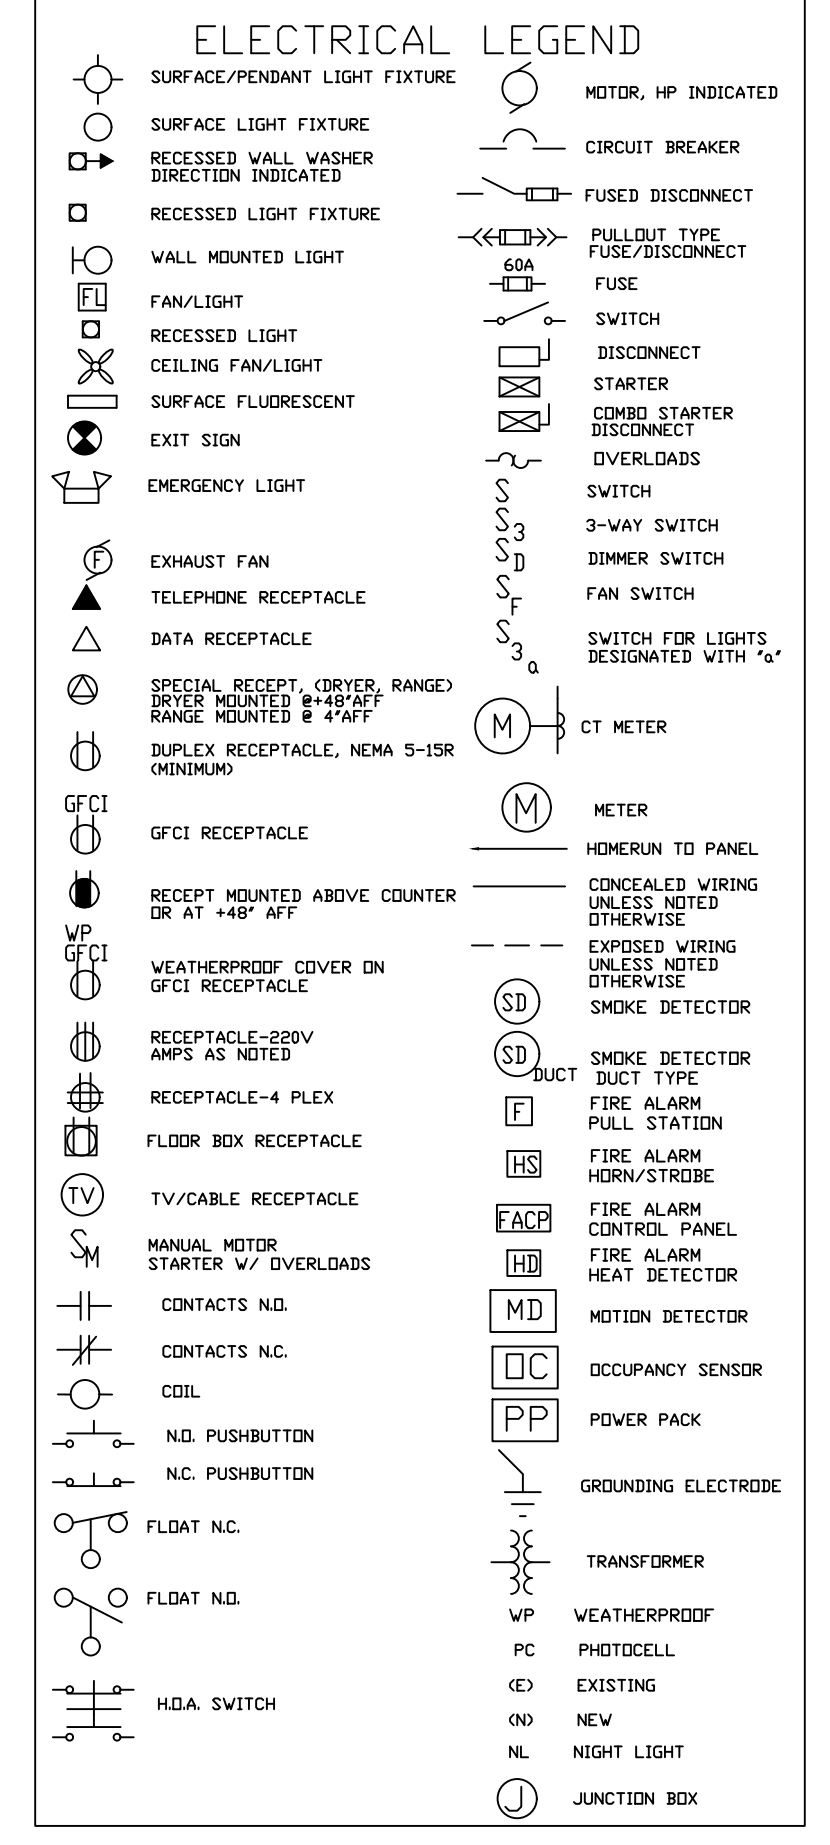 ELECTRICAL LEGEND
SURFACE/PENDANT LIGHT FIXTURE
SURFACE LIGHT FIXTURE
RECESSED WALL WASHER
DIRECTION INDICATED
RECESSED LIGHT FIXTURE
WALL MOUNTED LIGHT
FL
FAN/LIGHT
RECESSED LIGHT
CEILING FAN/LIGHT
SURFACE FLUORESCENT
EXIT SIGN
EMERGENCY LIGHT
F
EXHAUST FAN
TELEPHONE RECEPTACLE
DATA RECEPTACLE
SPECIAL RECEPT, (DRYER, RANGE)
DRYER MOUNTED @+48"AFF
RANGE MOUNTED @ 4"AFF
DUPLEX RECEPTACLE, NEMA 5-15R
(MINIMUM)
GFCI
GFCI RECEPTACLE
RECEPT MOUNTED ABOVE COUNTER
OR AT +48" AFF
WP
GFCI
WEATHERPROOF COVER ON
GFCI RECEPTACLE
RECEPTACLE-220V
AMPS AS NOTED
RECEPTACLE-4 PLEX
FLOOR BOX RECEPTACLE
TV
TV/CABLE RECEPTACLE
SM
MANUAL MOTOR
STARTER W/ OVERLOADS
CONTACTS N.O.
CONTACTS N.C.
COIL
N.O. PUSHBUTTON
N.C. PUSHBUTTON
FLOAT N.C.
FLOAT N.O.
H.O.A. SWITCH
MOTOR, HP INDICATED
CIRCUIT BREAKER
FUSED DISCONNECT
PULLOUT TYPE
FUSE/DISCONNECT
60A
FUSE
SWITCH
DISCONNECT
STARTER
COMBO STARTER
DISCONNECT
OVERLOADS
S
SWITCH
S3
3-WAY SWITCH
SD
DIMMER SWITCH
SF
FAN SWITCH
S3a
SWITCH FOR LIGHTS
DESIGNATED WITH "a"
M
CT METER
M
METER
HOMERUN TO PANEL
CONCEALED WIRING
UNLESS NOTED
OTHERWISE
EXPOSED WIRING
UNLESS NOTED
OTHERWISE
SD
SMOKE DETECTOR
SD
DUCT
SMOKE DETECTOR
DUCT TYPE
F
FIRE ALARM
PULL STATION
HS
FIRE ALARM
HORN/STROBE
FACP
FIRE ALARM
CONTROL PANEL
HD
FIRE ALARM
HEAT DETECTOR
MD
MOTION DETECTOR
OC
OCCUPANCY SENSOR
PP
POWER PACK
GROUNDING ELECTRODE
TRANSFORMER
WP WEATHERPROOF
PC PHOTOCELL
(E) EXISTING
(N) NEW
NL NIGHT LIGHT
J
JUNCTION BOX